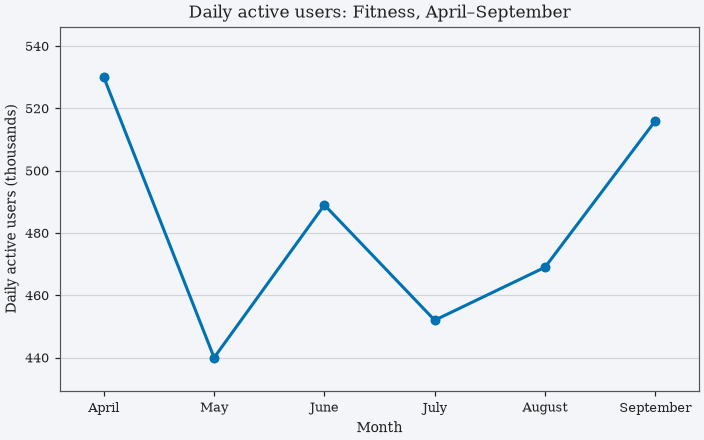 Daily active users: Fitness, April–September
Daily active users (thousands)
540
520
500
480
460
440
April May June July August September
Month